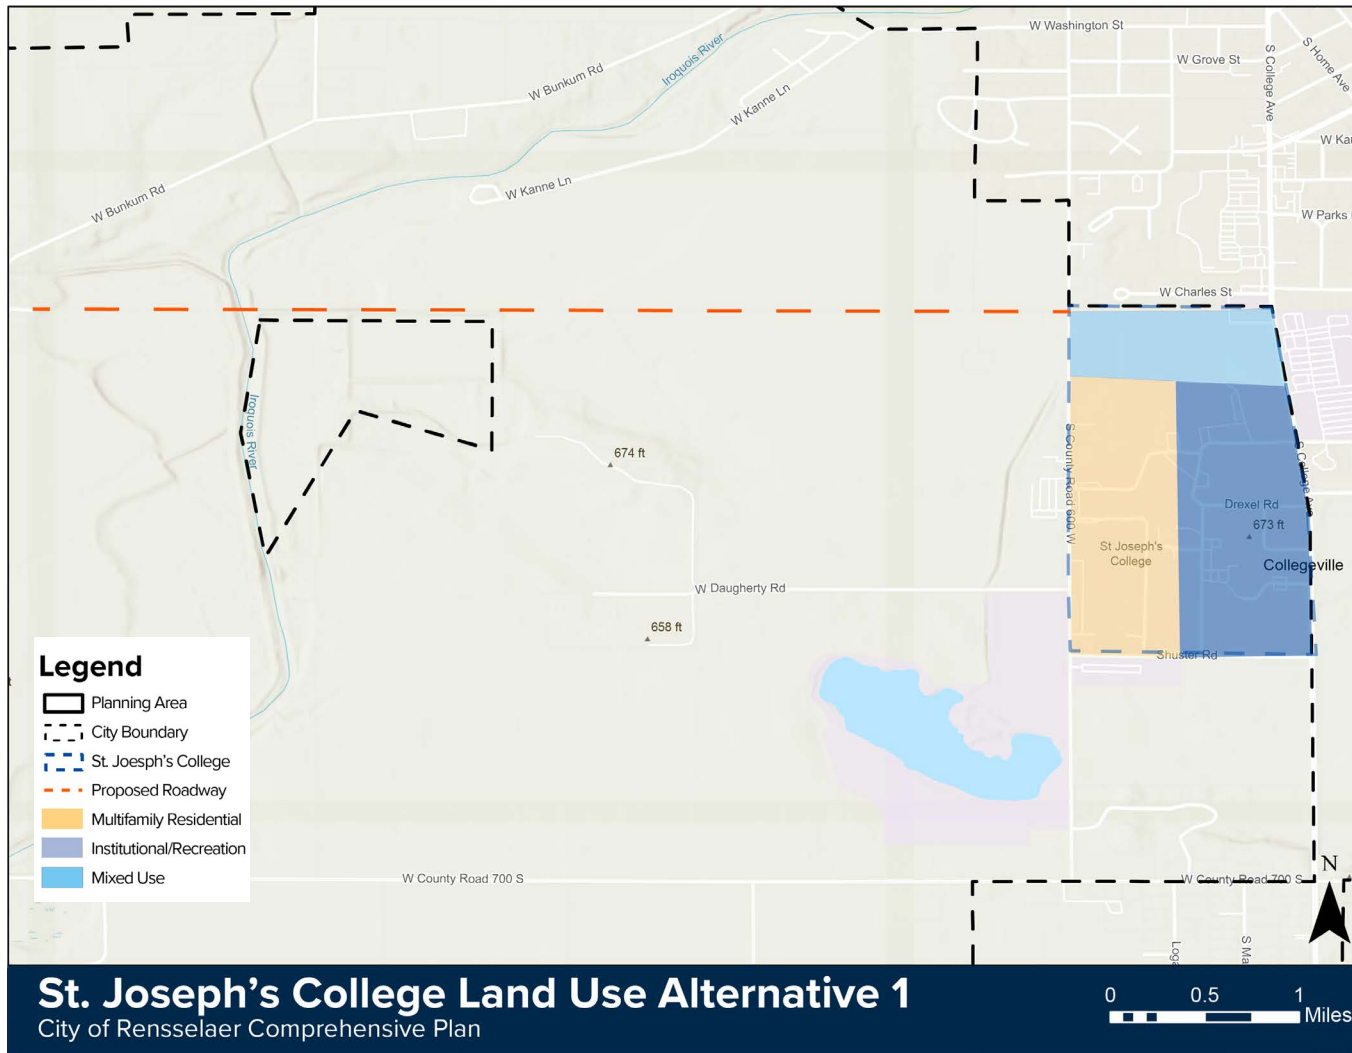 W Washington St
W Grove St
S College Ave
S Home Ave
Iroquois River
W Bunkum Rd
W Kanne Ln
W Kau
W Bunkum Rd
W Kanne Ln
W Parks
W Charles St
Iroquois River
S County Road 600 W
S College Ave
674 ft
Drexel Rd
673 ft
St Joseph's
College
Collegeville
W Daugherty Rd
658 ft
Shuster Rd
Legend
Planning Area
City Boundary
St. Joesph's College
Proposed Roadway
Multifamily Residential
Institutional/Recreation
Mixed Use
W County Road 700 S
W County Road 700 S
N
Loga
S Ma
St. Joseph's College Land Use Alternative 1
City of Rensselaer Comprehensive Plan
0 0.5 1
Miles